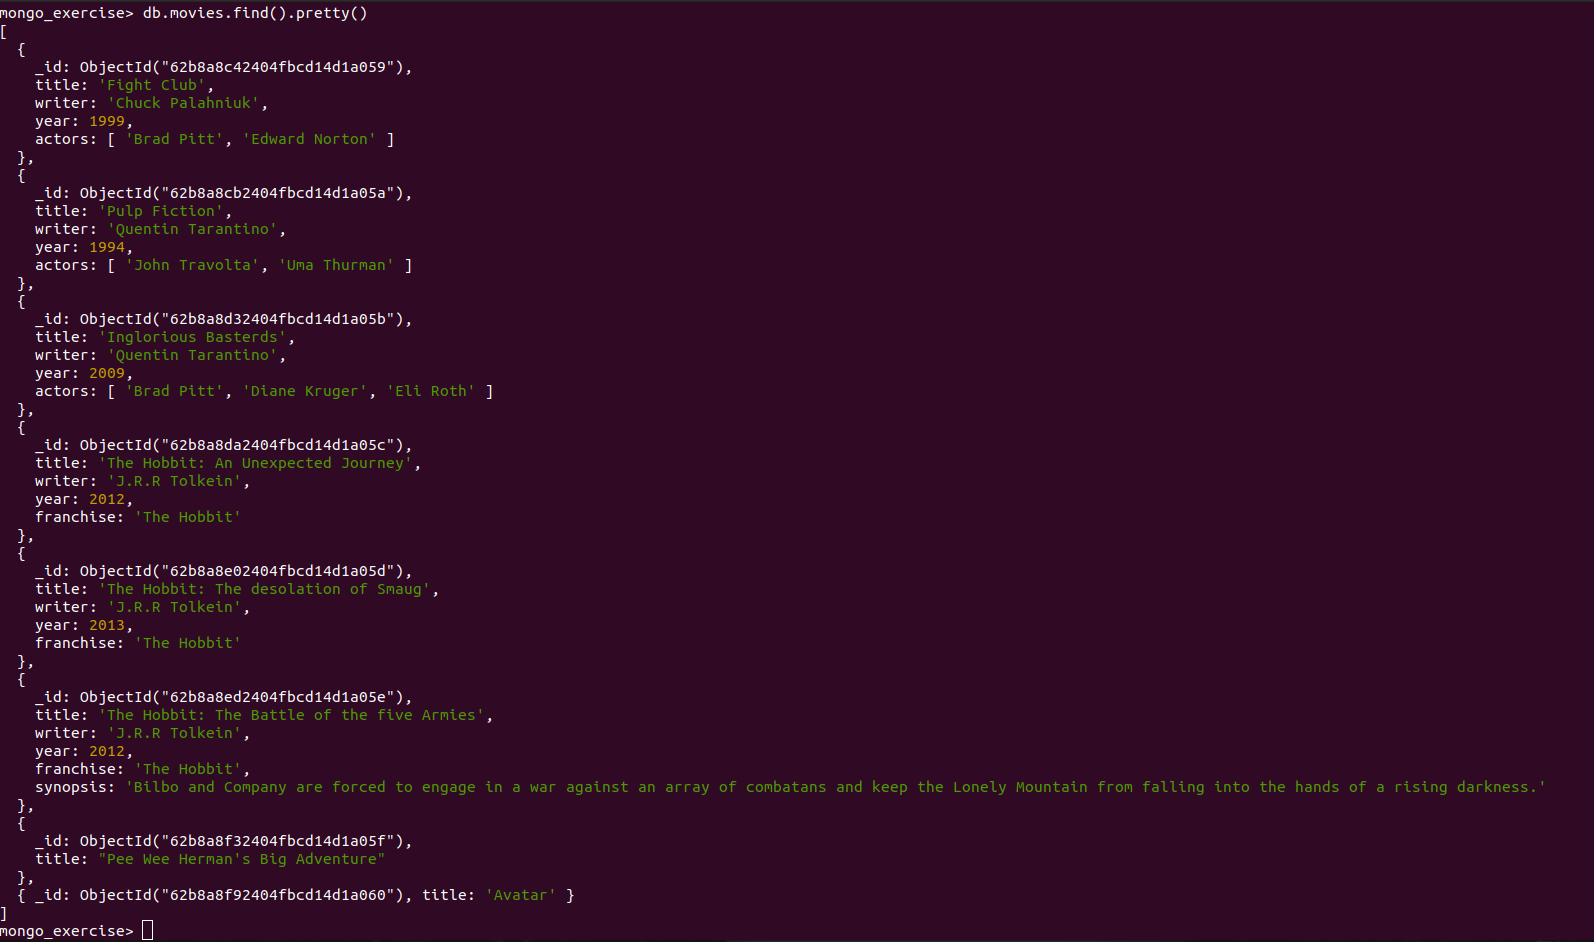 mongo_exercise> db.movies.find().pretty()
[
  {
    _id: ObjectId("62b8a8c42404fbcd14d1a059"),
    title: 'Fight Club',
    writer: 'Chuck Palahniuk',
    year: 1999,
    actors: [ 'Brad Pitt', 'Edward Norton' ]
  },
  {
    _id: ObjectId("62b8a8cb2404fbcd14d1a05a"),
    title: 'Pulp Fiction',
    writer: 'Quentin Tarantino',
    year: 1994,
    actors: [ 'John Travolta', 'Uma Thurman' ]
  },
  {
    _id: ObjectId("62b8a8d32404fbcd14d1a05b"),
    title: 'Inglorious Basterds',
    writer: 'Quentin Tarantino',
    year: 2009,
    actors: [ 'Brad Pitt', 'Diane Kruger', 'Eli Roth' ]
  },
  {
    _id: ObjectId("62b8a8da2404fbcd14d1a05c"),
    title: 'The Hobbit: An Unexpected Journey',
    writer: 'J.R.R Tolkein',
    year: 2012,
    franchise: 'The Hobbit'
  },
  {
    _id: ObjectId("62b8a8e02404fbcd14d1a05d"),
    title: 'The Hobbit: The desolation of Smaug',
    writer: 'J.R.R Tolkein',
    year: 2013,
    franchise: 'The Hobbit'
  },
  {
    _id: ObjectId("62b8a8ed2404fbcd14d1a05e"),
    title: 'The Hobbit: The Battle of the five Armies',
    writer: 'J.R.R Tolkein',
    year: 2012,
    franchise: 'The Hobbit',
    synopsis: 'Bilbo and Company are forced to engage in a war against an array of combatans and keep the Lonely Mountain from falling into the hands of a rising darkness.'
  },
  {
    _id: ObjectId("62b8a8f32404fbcd14d1a05f"),
    title: "Pee Wee Herman's Big Adventure"
  },
  { _id: ObjectId("62b8a8f92404fbcd14d1a060"), title: 'Avatar' }
]
mongo_exercise>